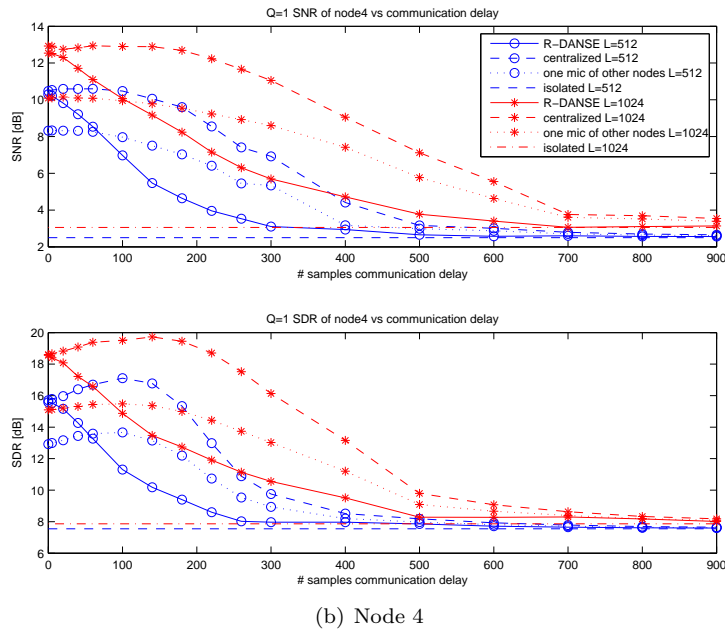 Q=1 SNR of node4 vs communication delay
14
12
10
8
6
4
2
SNR [dB]
0 100 200 300 400 500 600 700 800 900
# samples communication delay
R−DANSE L=512
centralized L=512
one mic of other nodes L=512
isolated L=512
R−DANSE L=1024
centralized L=1024
one mic of other nodes L=1024
isolated L=1024
Q=1 SDR of node4 vs communication delay
20
18
16
14
12
10
8
6
SDR [dB]
0 100 200 300 400 500 600 700 800 900
# samples communication delay
(b) Node 4